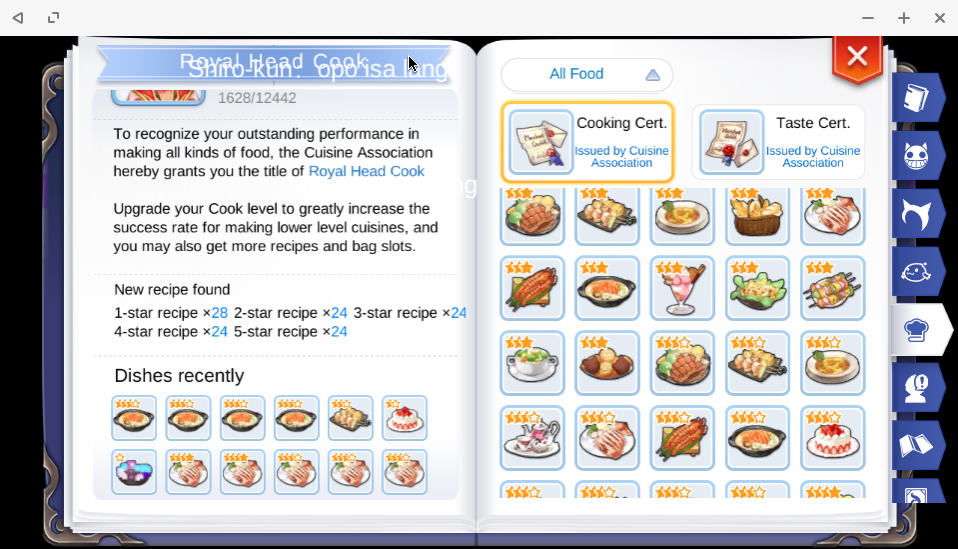 Royal Head Cook
Shiro-kun: opo isa lang
1628/12442
To recognize your outstanding performance in
making all kinds of food, the Cuisine Association
hereby grants you the title of Royal Head Cook
Upgrade your Cook level to greatly increase the
success rate for making lower level cuisines, and
you may also get more recipes and bag slots.
New recipe found
1-star recipe ×28 2-star recipe ×24 3-star recipe ×24
4-star recipe ×24 5-star recipe ×24
Dishes recently
All Food
Cooking Cert.
Issued by Cuisine
Association
Taste Cert.
Issued by Cuisine
Association